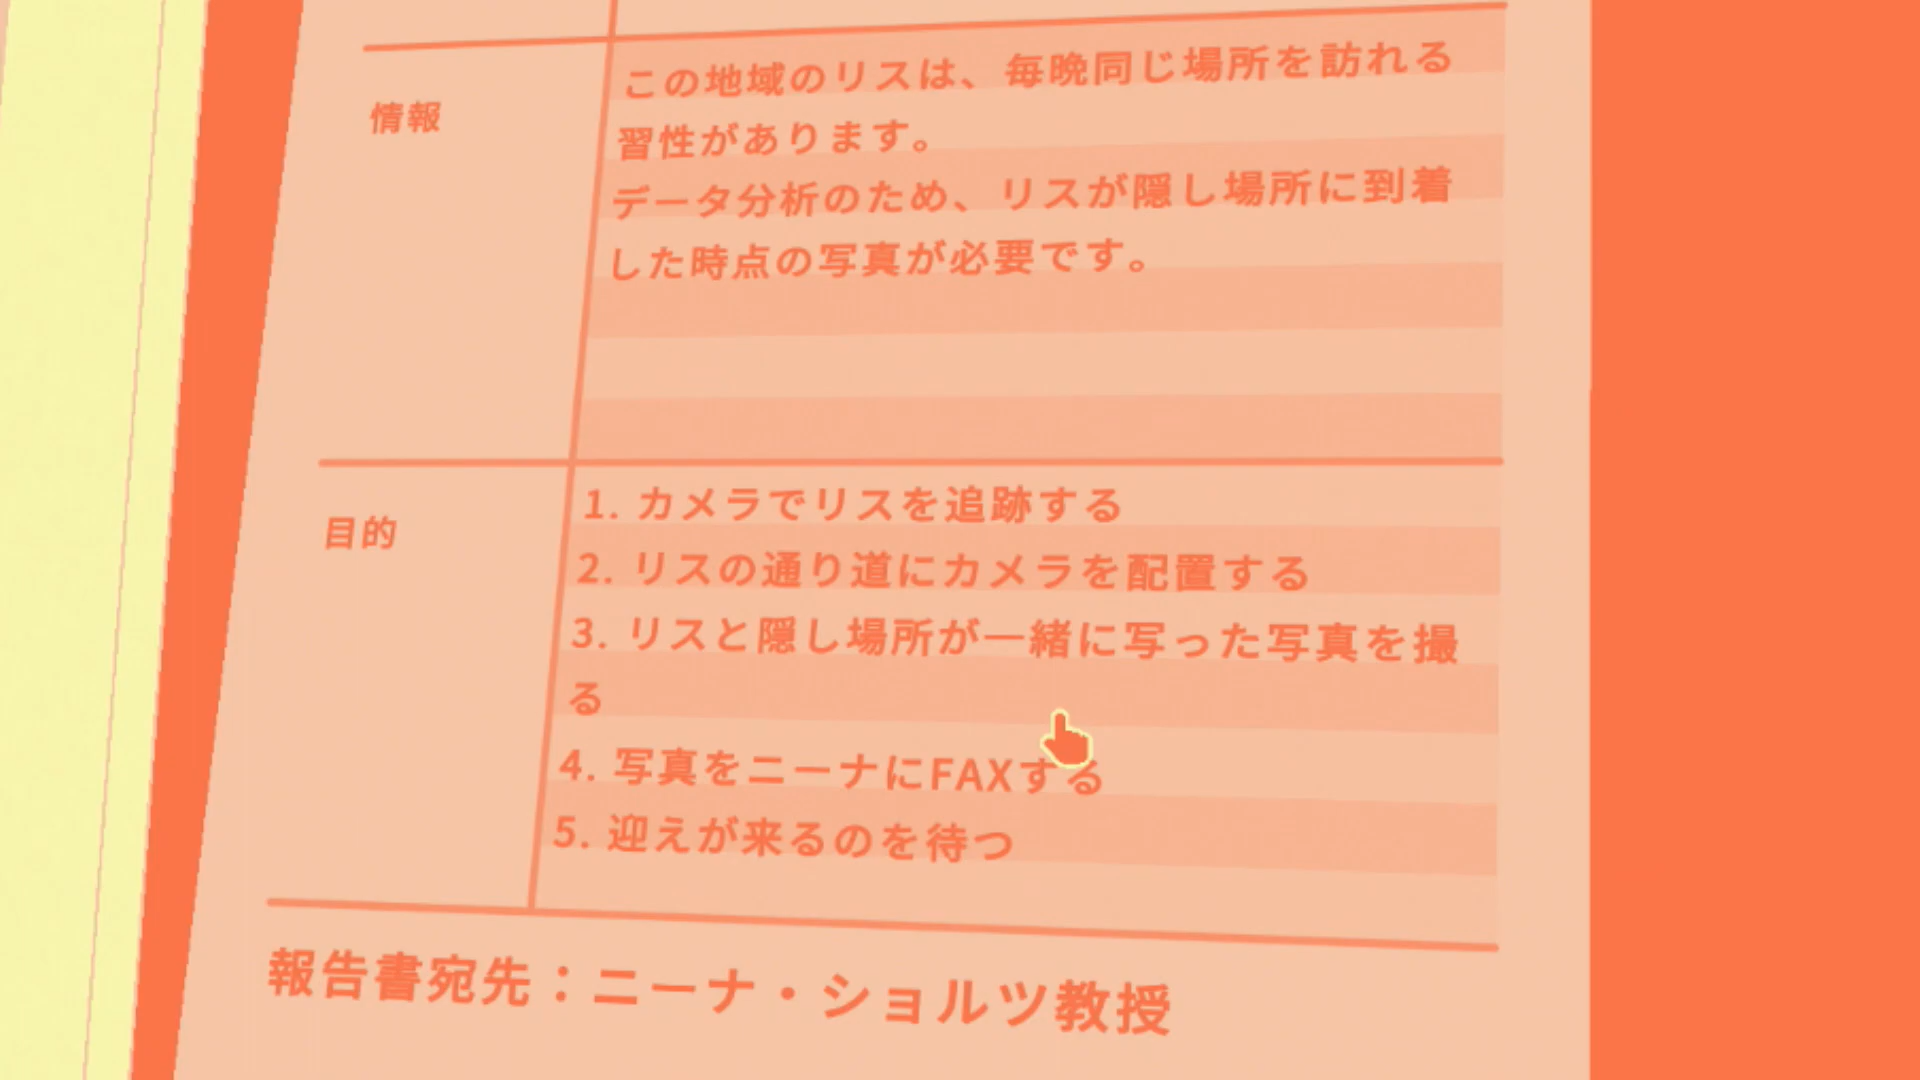 情報
この地域のリスは、毎晩同じ場所を訪れる
習性があります。
データ分析のため、リスが隠し場所に到着
した時点の写真が必要です。
目的
1. カメラでリスを追跡する
2. リスの通り道にカメラを配置する
3. リスと隠し場所が一緒に写った写真を撮
る
4. 写真をニーナにFAXする
5. 迎えが来るのを待つ
報告書宛先：ニーナ・ショルツ教授